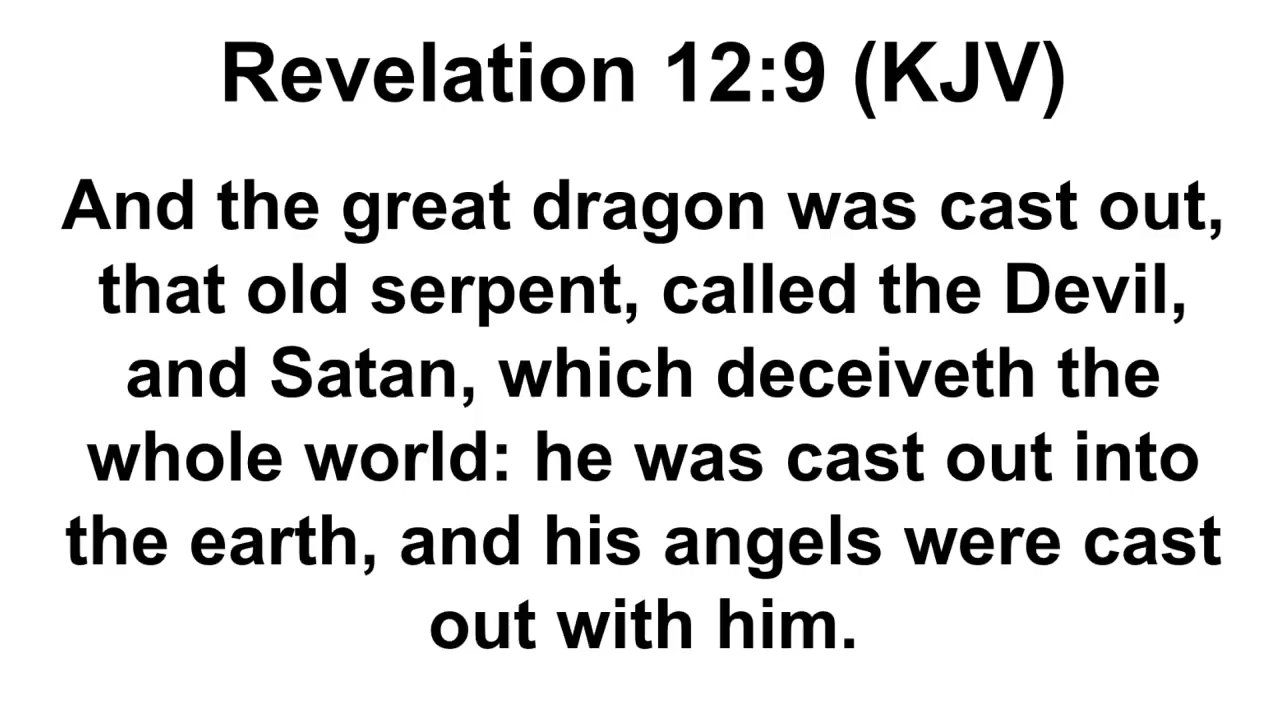 Revelation 12:9 (KJV)
And the great dragon was cast out,
that old serpent, called the Devil,
and Satan, which deceiveth the
whole world: he was cast out into
the earth, and his angels were cast
out with him.